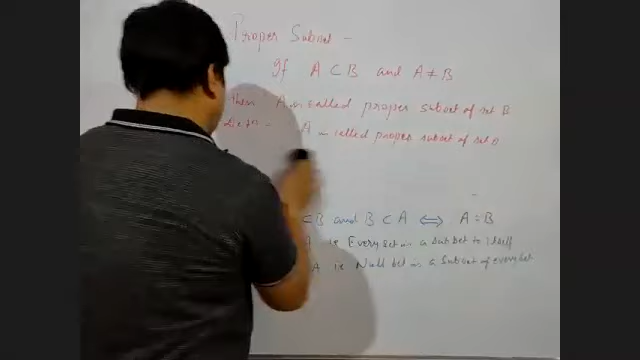 Proper Subset -
If A ⊂ B and A ≠ B
then A is called proper subset of set B
A is called proper subset of set
⊂ B and B ⊂ A ⟺ A = B
is Every Set is a Subset to itself
A is Null Set is a Subset of every set